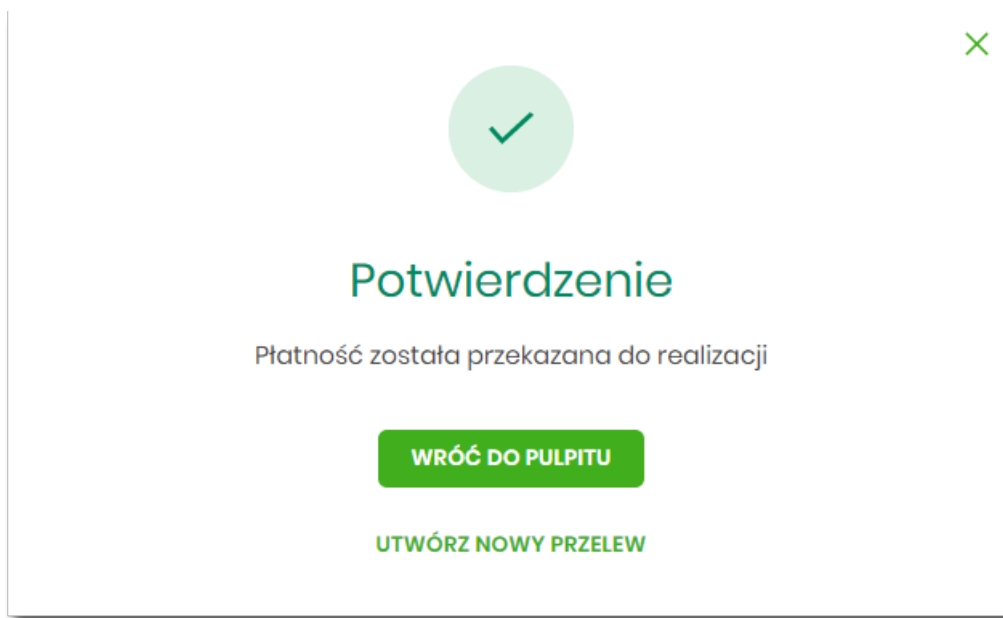 Potwierdzenie
Płatność została przekazana do realizacji
WRÓĆ DO PULPITU
UTWÓRZ NOWY PRZELEW